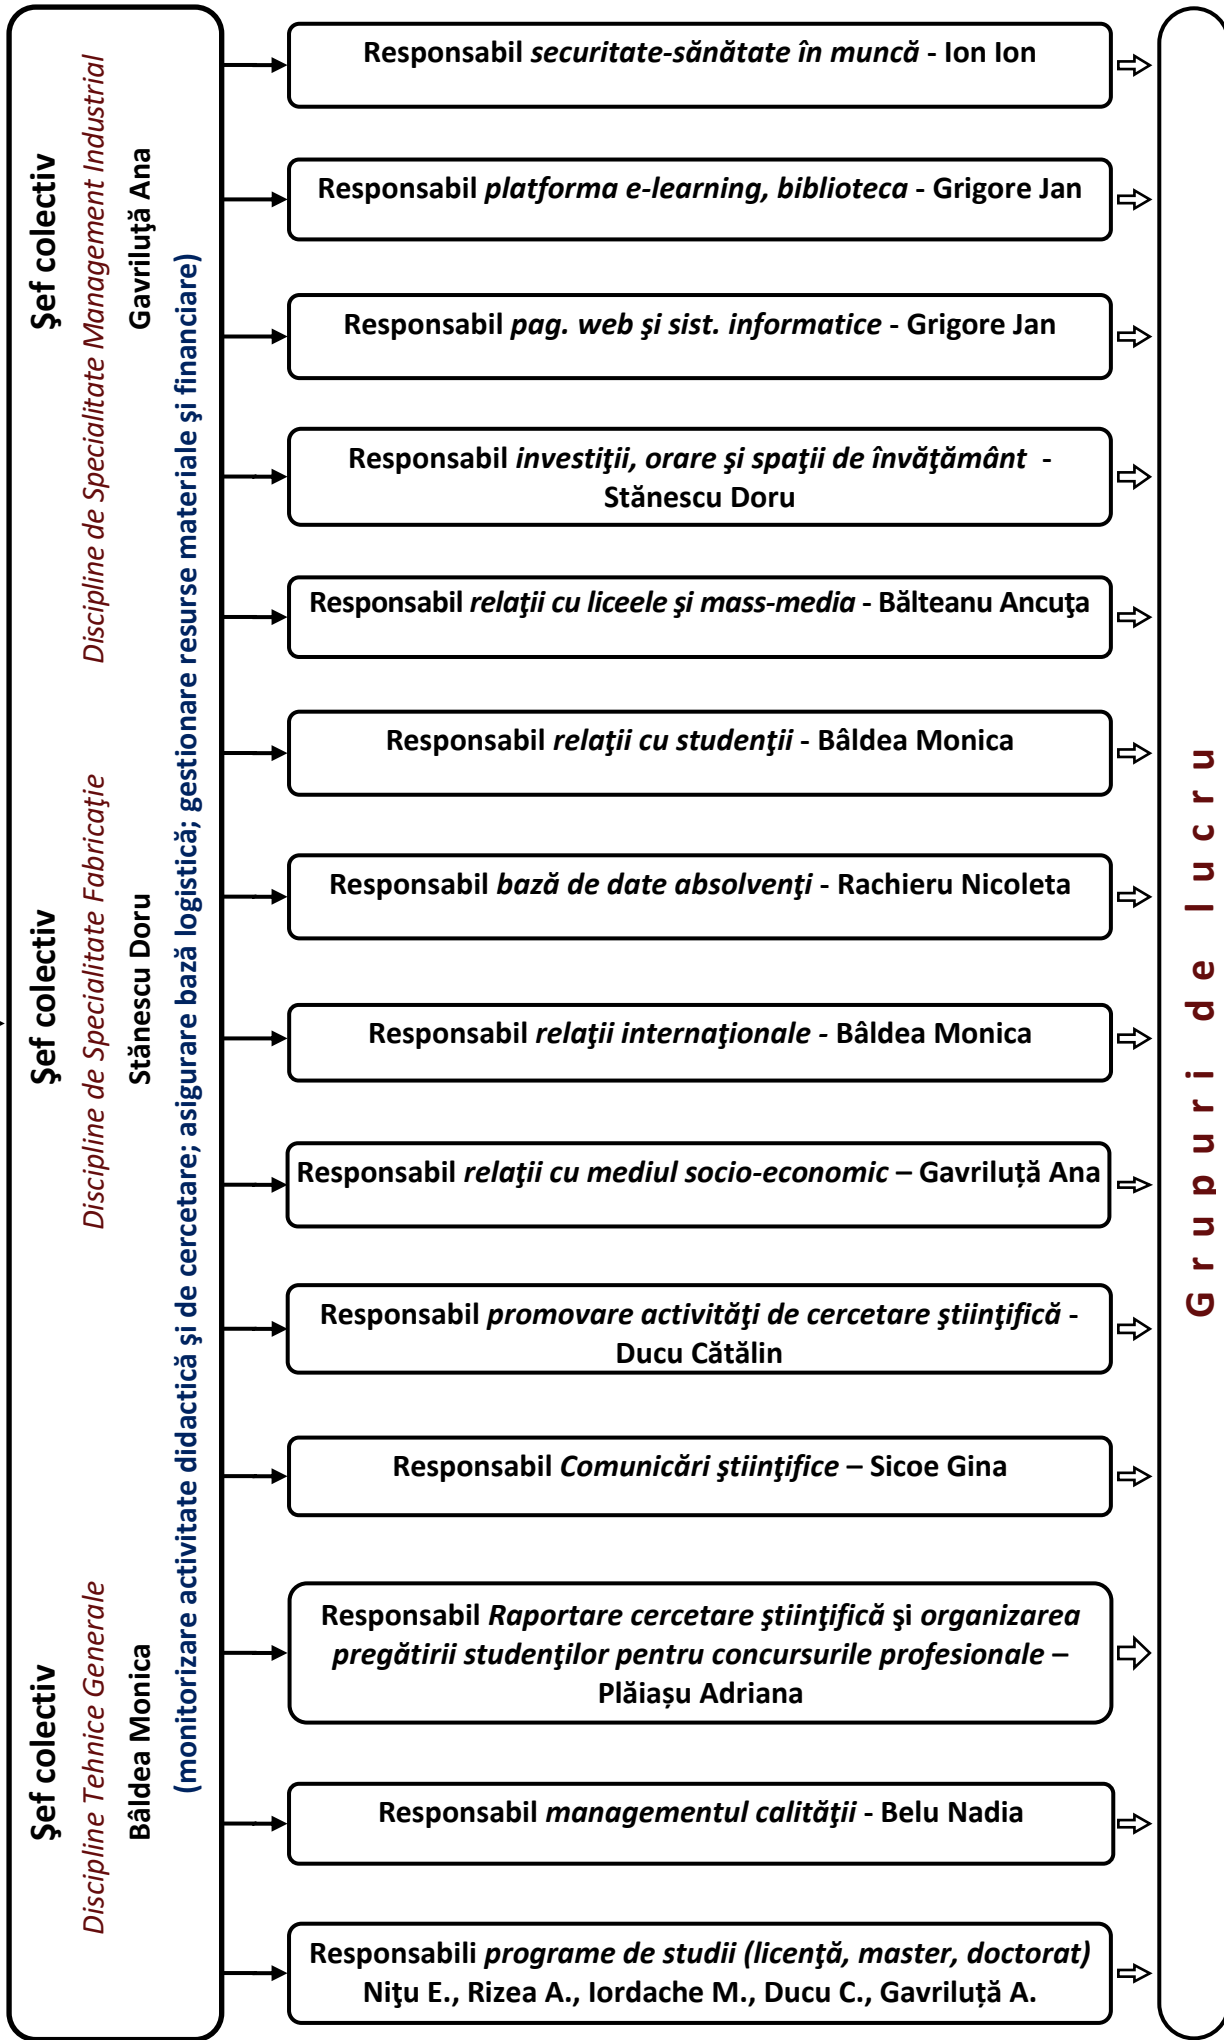 Şef colectiv
Discipline de Specialitate Management Industrial
Gavriluţă Ana
Şef colectiv
Discipline de Specialitate Fabricaţie
Stănescu Doru
Şef colectiv
Discipline Tehnice Generale
Bâldea Monica
(monitorizare activitate didactică şi de cercetare; asigurare bază logistică; gestionare resurse materiale şi financiare)
Responsabil securitate-sănătate în muncă - Ion Ion
Responsabil platforma e-learning, biblioteca - Grigore Jan
Responsabil pag. web şi sist. informatice - Grigore Jan
Responsabil investiţii, orare şi spaţii de învăţământ -
Stănescu Doru
Responsabil relaţii cu liceele şi mass-media - Bălteanu Ancuţa
Responsabil relaţii cu studenţii - Bâldea Monica
Responsabil bază de date absolvenţi - Rachieru Nicoleta
Responsabil relaţii internaţionale - Bâldea Monica
Responsabil relaţii cu mediul socio-economic – Gavriluță Ana
Responsabil promovare activităţi de cercetare ştiinţifică -
Ducu Cătălin
Responsabil Comunicări ştiinţifice – Sicoe Gina
Responsabil Raportare cercetare ştiinţifică şi organizarea
pregătirii studenţilor pentru concursurile profesionale –
Plăiașu Adriana
Responsabil managementul calităţii - Belu Nadia
Responsabili programe de studii (licenţă, master, doctorat)
Niţu E., Rizea A., Iordache M., Ducu C., Gavriluță A.
Grupuri de lucru